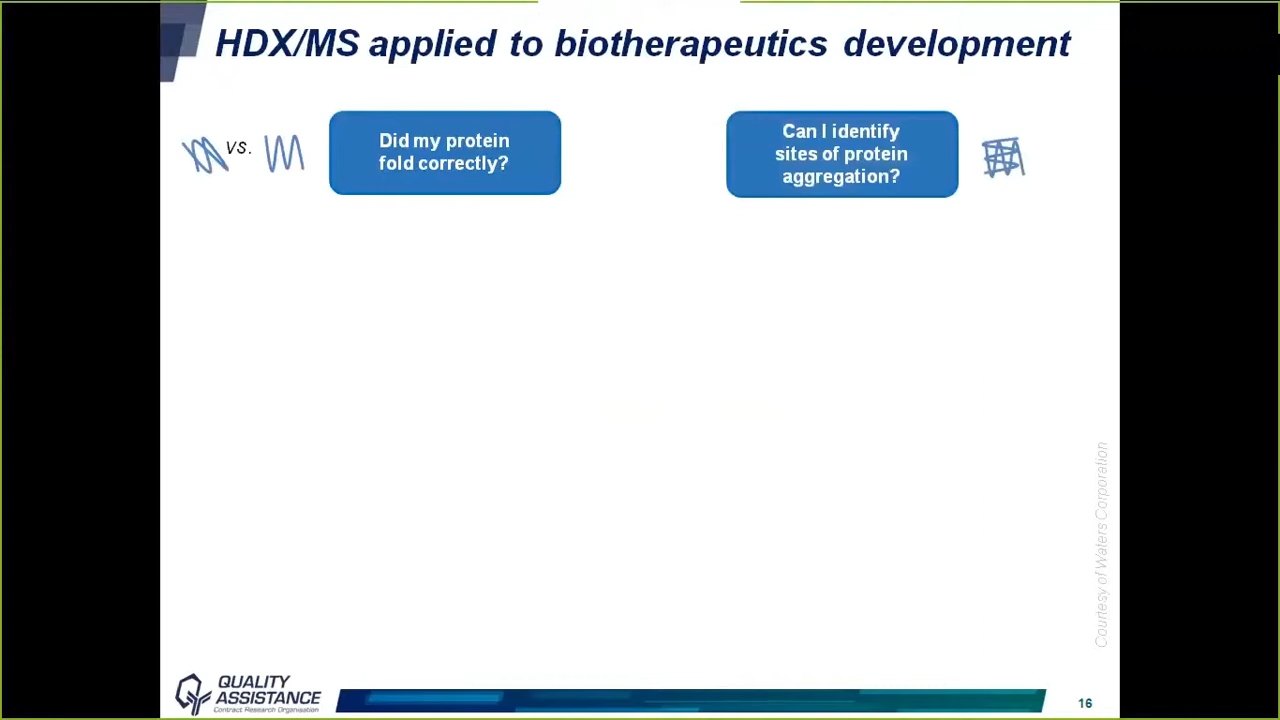 HDX/MS applied to biotherapeutics development
vs.
Did my protein
fold correctly?
Can I identify
sites of protein
aggregation?
Courtesy of Waters Corporation
QUALITY
ASSISTANCE
Contract Research Organisation
16